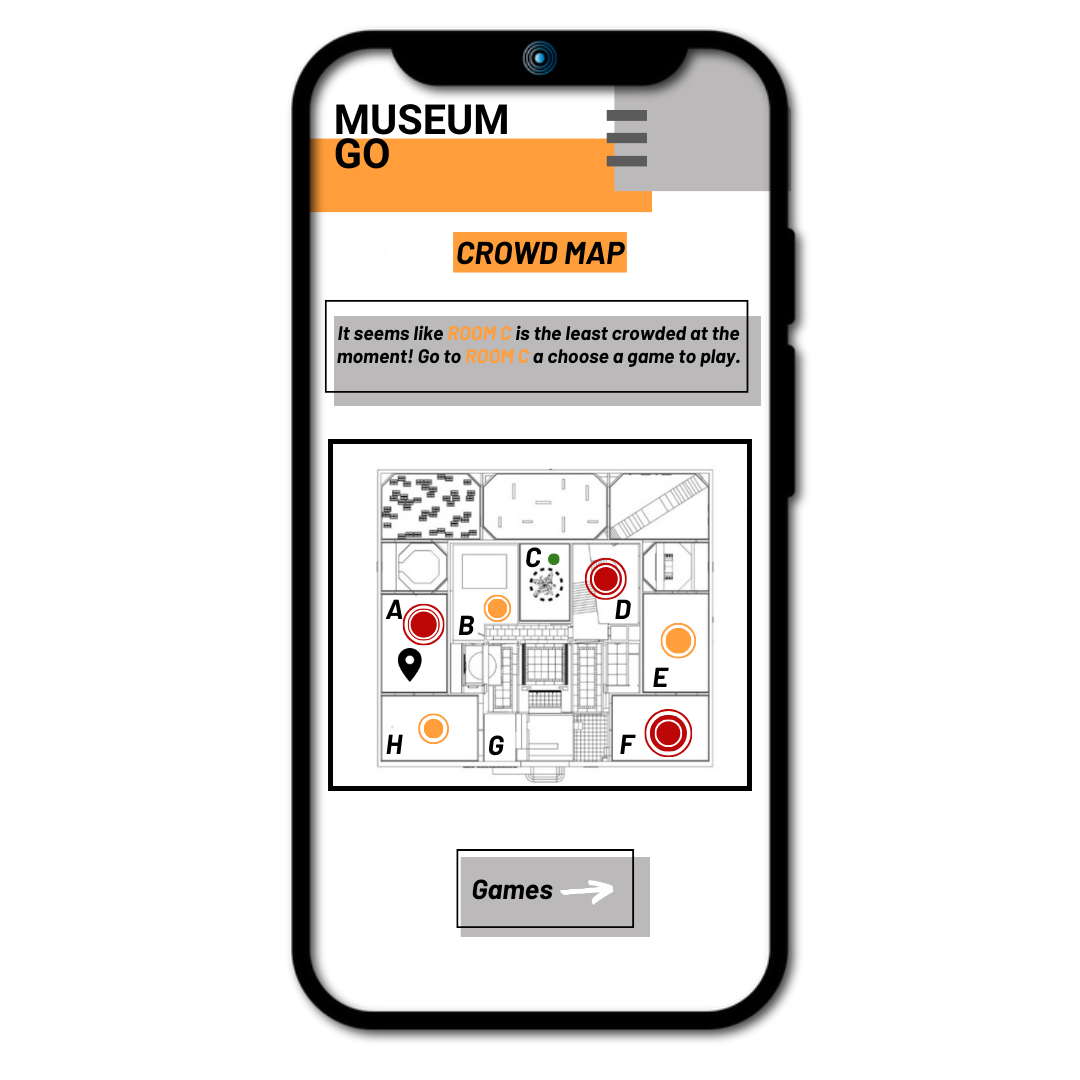 MUSEUM
GO
CROWD MAP
It seems like ROOM C is the least crowded at the
moment! Go to ROOM C a choose a game to play.
C
D
A
B
E
H
G
F
Games